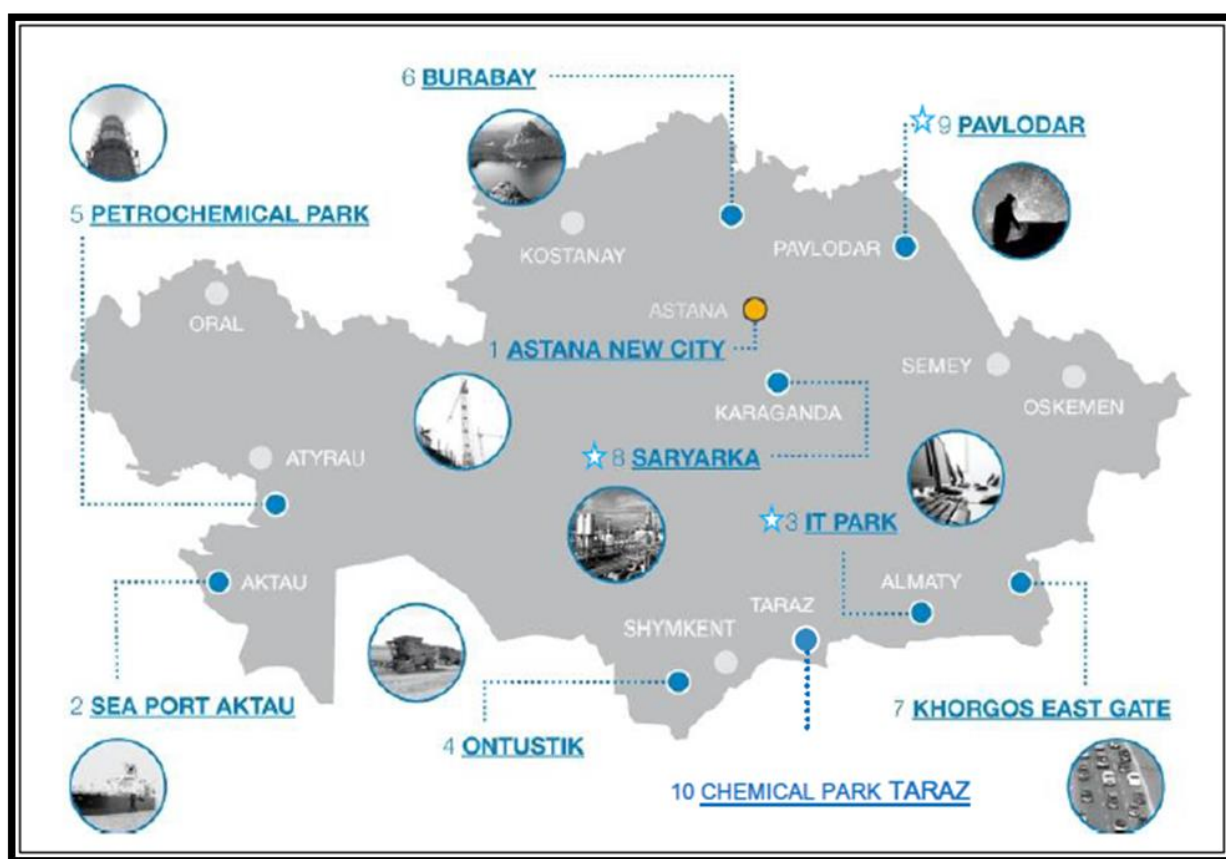 6 BURABAY
9 PAVLODAR
5 PETROCHEMICAL PARK
KOSTANAY
PAVLODAR
ORAL
ASTANA
1 ASTANA NEW CITY
SEMEY
OSKEMEN
KARAGANDA
ATYRAU
8 SARYARKA
3 IT PARK
AKTAU
ALMATY
TARAZ
SHYMKENT
2 SEA PORT AKTAU
7 KHORGOS EAST GATE
4 ONTUSTIK
10 CHEMICAL PARK TARAZ